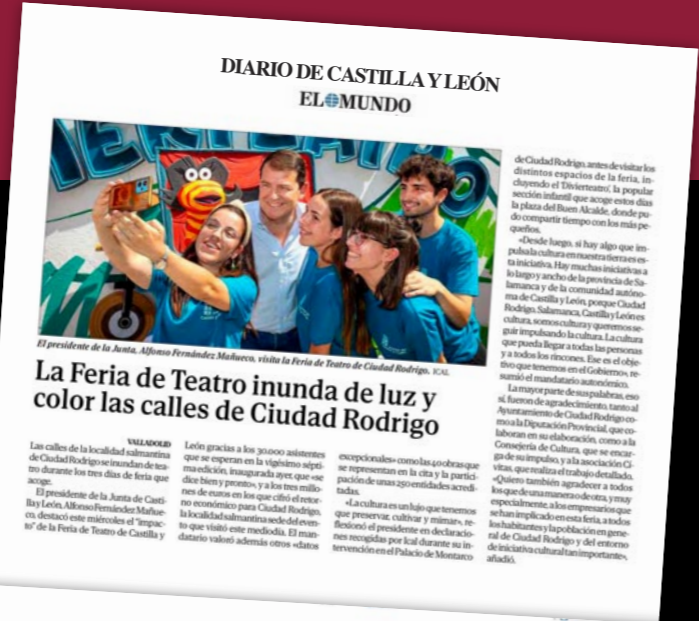 DIARIO DE CASTILLA Y LEÓN
EL MUNDO
El presidente de la Junta, Alfonso Fernández Mañueco, visita la Feria de Teatro de Ciudad Rodrigo. ICAL
La Feria de Teatro inunda de luz y
color las calles de Ciudad Rodrigo
VALLADOLID
Las calles de la localidad salmantina
de Ciudad Rodrigo se inundan de tea-
tro durante los tres días de feria que
acoge.
El presidente de la Junta de Casti-
lla y León, Alfonso Fernández Mañue-
co, destacó este miércoles el "impac-
to" de la Feria de Teatro de Castilla y
León gracias a los 30.000 asistentes
que se esperan en la vigésimo sépti-
ma edición, inaugurada ayer, que «se
dice bien y pronto», y a los tres millo-
nes de euros en los que cifró el retor-
no económico para Ciudad Rodrigo,
la localidad salmantina sede del even-
to que visitó este mediodía. El man-
datario valoró además otros «datos
excepcionales» como las 40 obras que
se representan en la cita y la partici-
pación de unas 250 entidades acredi-
tadas.
«La cultura es un lujo que tenemos
que preservar, cultivar y mimar», re-
flexionó el presidente en declaracio-
nes recogidas por Ical durante su in-
tervención en el Palacio de Montarco
de Ciudad Rodrigo, antes de visitar los
distintos espacios de la feria, in-
cluyendo el 'Divierteatro', la popular
sección infantil que acoge estos días
la plaza del Buen Alcalde, donde pu-
do compartir tiempo con los más pe-
queños.
«Desde luego, si hay algo que im-
pulsa la cultura en nuestra tierra es es-
ta iniciativa. Hay muchas iniciativas a
lo largo y ancho de la provincia de Sa-
lamanca y de la comunidad autóno-
ma de Castilla y León, porque Ciudad
Rodrigo, Salamanca, Castilla y León es
cultura, somos cultura y queremos se-
guir impulsando la cultura. La cultura
que pueda llegar a todas las personas
y a todos los rincones. Ese es el obje-
tivo que tenemos en el Gobierno», re-
sumió el mandatario autonómico.
La mayor parte de sus palabras, eso
sí, fueron de agradecimiento, tanto al
Ayuntamiento de Ciudad Rodrigo co-
mo a la Diputación Provincial, que co-
laboran en su elaboración, como a la
Consejería de Cultura, que se encar-
ga de su impulso, y a la asociación Cí-
vitas, que realiza el trabajo detallado.
«Quiero también agradecer a todos
los que de una manera o de otra, y muy
especialmente, a los empresarios que
se han implicado en esta feria, a todos
los habitantes y la población en gene-
ral de Ciudad Rodrigo y del entorno
de iniciativa cultural tan importante»,
añadió.